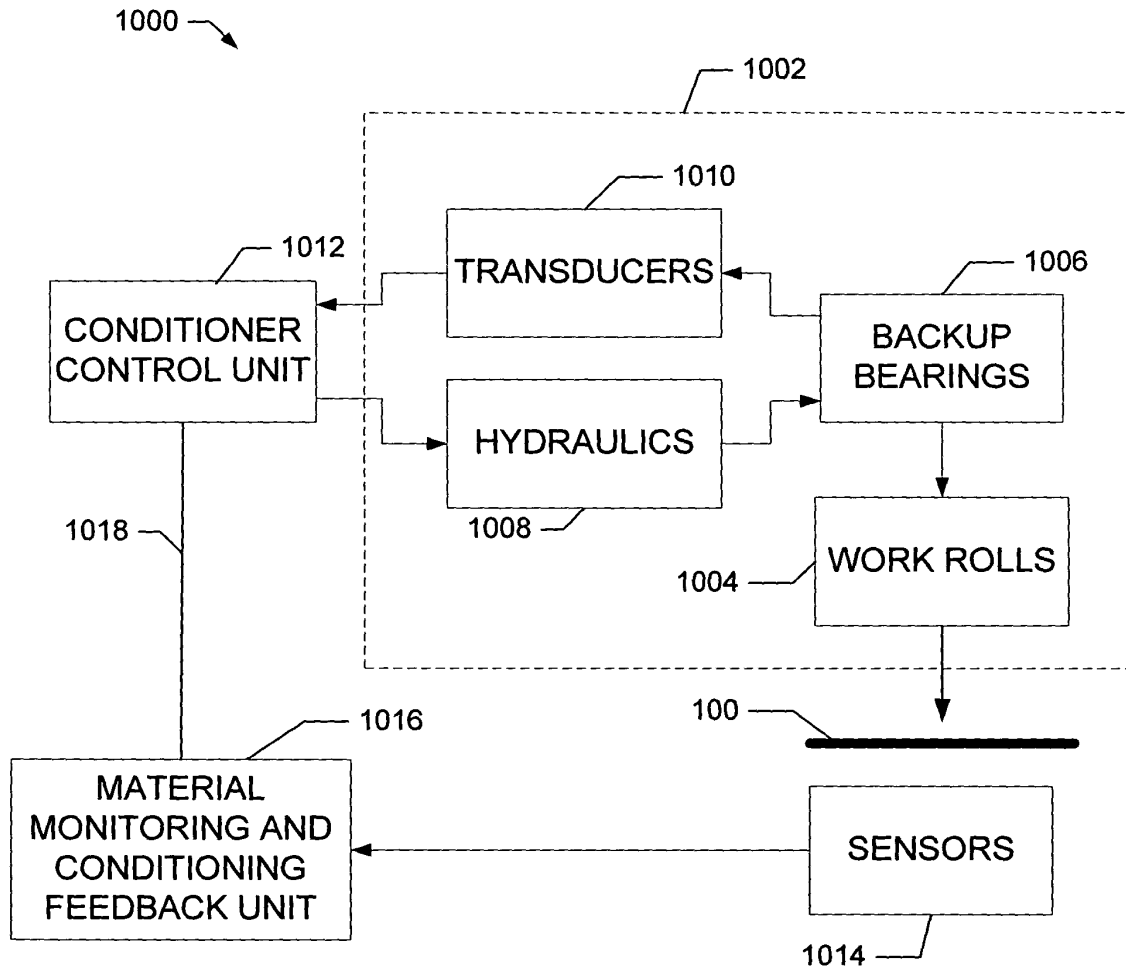 1000
1002
1010
TRANSDUCERS
1012
CONDITIONER
CONTROL UNIT
1006
BACKUP
BEARINGS
HYDRAULICS
1008
1018
1004
WORK ROLLS
100
1016
MATERIAL
MONITORING AND
CONDITIONING
FEEDBACK UNIT
SENSORS
1014